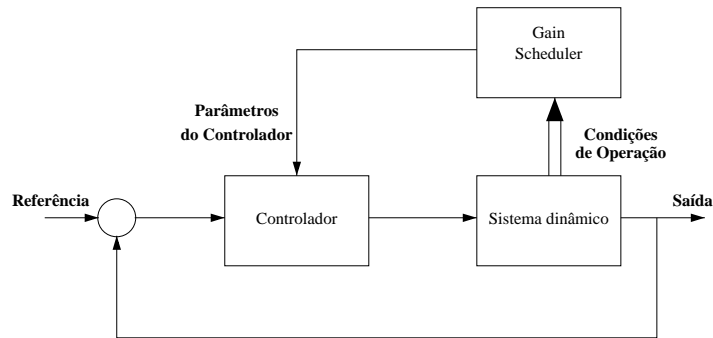 Gain
Scheduler
Parâmetros
do Controlador
Condições
de Operação
Referência
Controlador
Sistema dinâmico
Saída